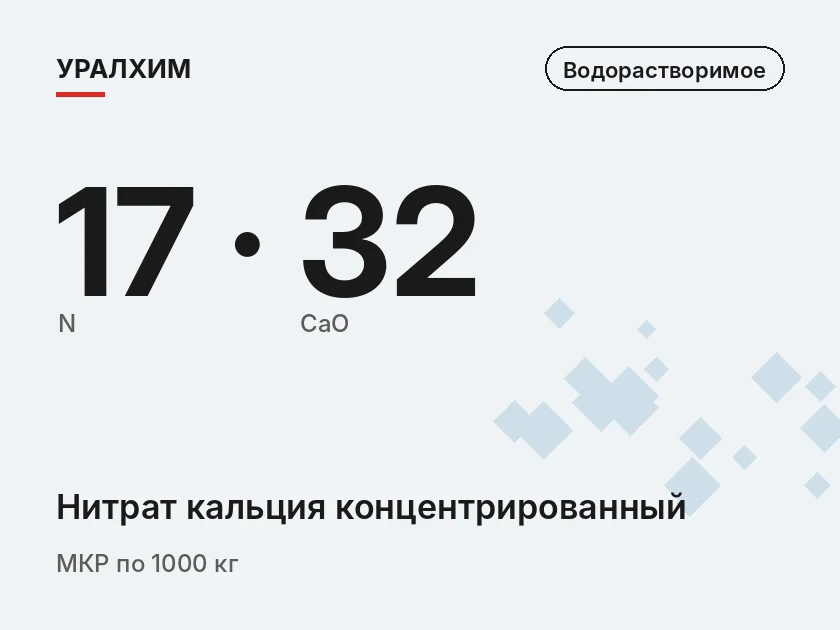 УРАЛХИМ
Водорастворимое
17 · 32
N CaO
Нитрат кальция концентрированный
МКР по 1000 кг